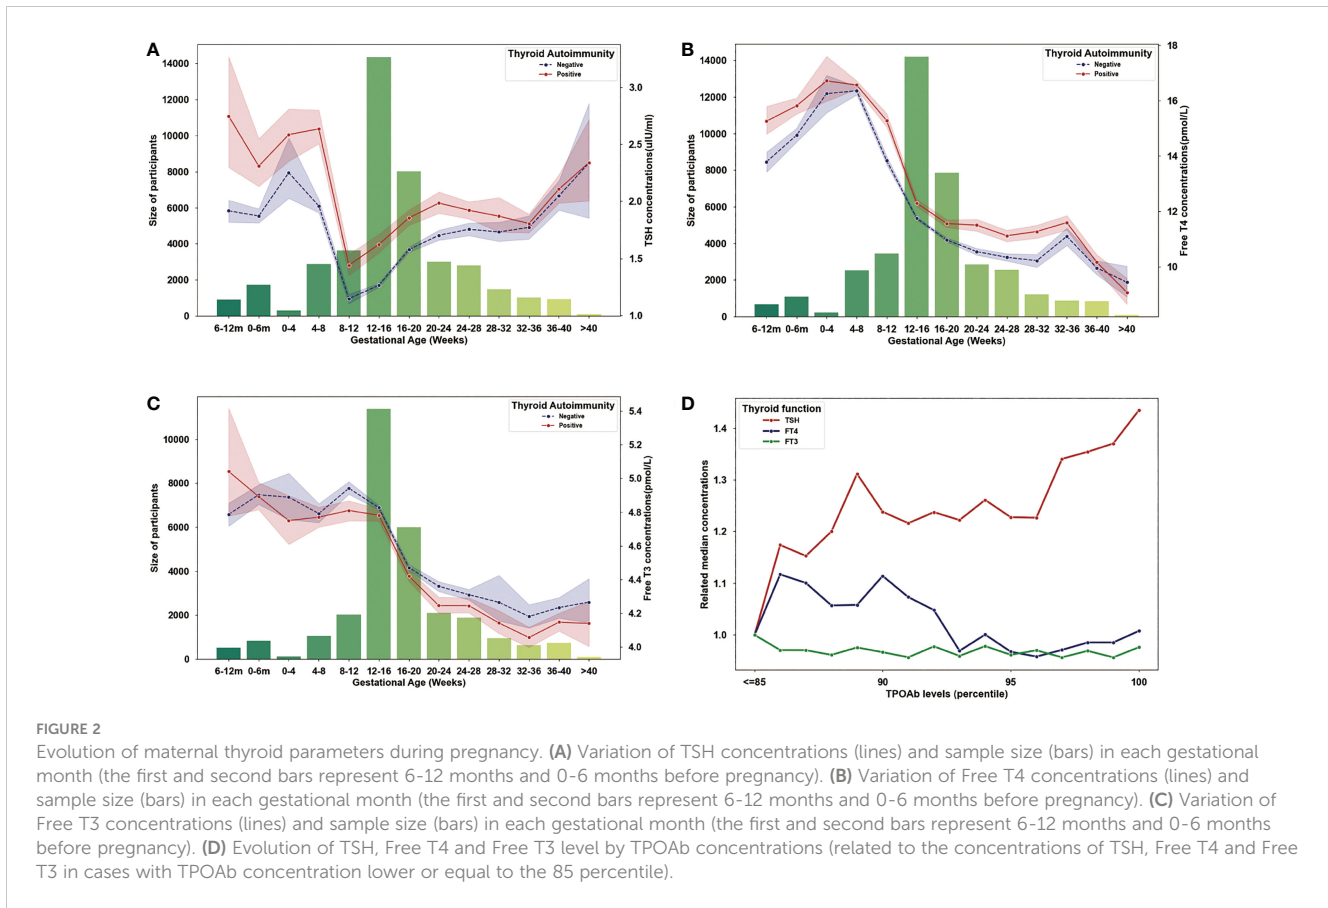 A
Thyroid Autoimmunity
Negative
Positive
14000
12000
10000
8000
6000
4000
2000
0
Size of participants
3.0
2.5
2.0
1.5
1.0
TSH concentrations(uIU/ml)
6-12m 0-6m 0-4 4-8 8-12 12-16 16-20 20-24 24-28 28-32 32-36 36-40 >40
Gestational Age (Weeks)
B
Thyroid Autoimmunity
Negative
Positive
14000
12000
10000
8000
6000
4000
2000
0
Size of participants
18
16
14
12
10
Free T4 concentrations(pmol/L)
6-12m 0-6m 0-4 4-8 8-12 12-16 16-20 20-24 24-28 28-32 32-36 36-40 >40
Gestational Age (Weeks)
C
Thyroid Autoimmunity
Negative
Positive
10000
8000
6000
4000
2000
0
Size of participants
5.4
5.2
5.0
4.8
4.6
4.4
4.2
4.0
Free T3 concentrations(pmol/L)
6-12m 0-6m 0-4 4-8 8-12 12-16 16-20 20-24 24-28 28-32 32-36 36-40 >40
Gestational Age (Weeks)
D
Thyroid function
TSH
FT4
FT3
1.4
1.3
1.2
1.1
1.0
Related median concentrations
<=85 90 95 100
TPOAb levels (percentile)
FIGURE 2
Evolution of maternal thyroid parameters during pregnancy. (A) Variation of TSH concentrations (lines) and sample size (bars) in each gestational
month (the first and second bars represent 6-12 months and 0-6 months before pregnancy). (B) Variation of Free T4 concentrations (lines) and
sample size (bars) in each gestational month (the first and second bars represent 6-12 months and 0-6 months before pregnancy). (C) Variation of
Free T3 concentrations (lines) and sample size (bars) in each gestational month (the first and second bars represent 6-12 months and 0-6 months
before pregnancy). (D) Evolution of TSH, Free T4 and Free T3 level by TPOAb concentrations (related to the concentrations of TSH, Free T4 and Free
T3 in cases with TPOAb concentration lower or equal to the 85 percentile).